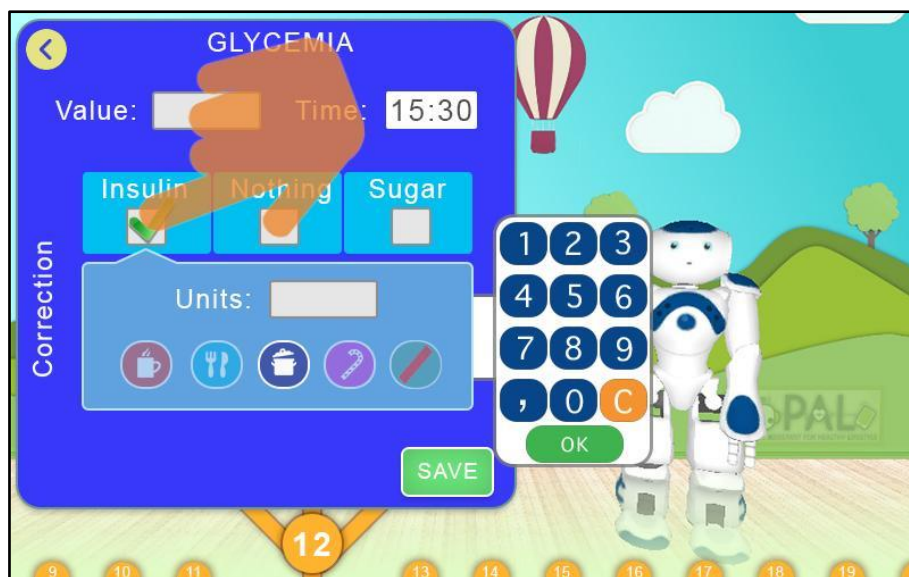 GLYCEMIA
Value: Time: 15:30
Insulin Nothing Sugar
Correction
Units:
1 2 3
4 5 6
7 8 9
, 0 C
OK
PAL
SAVE
12
9 10 11 13 14 15 16 17 18 19